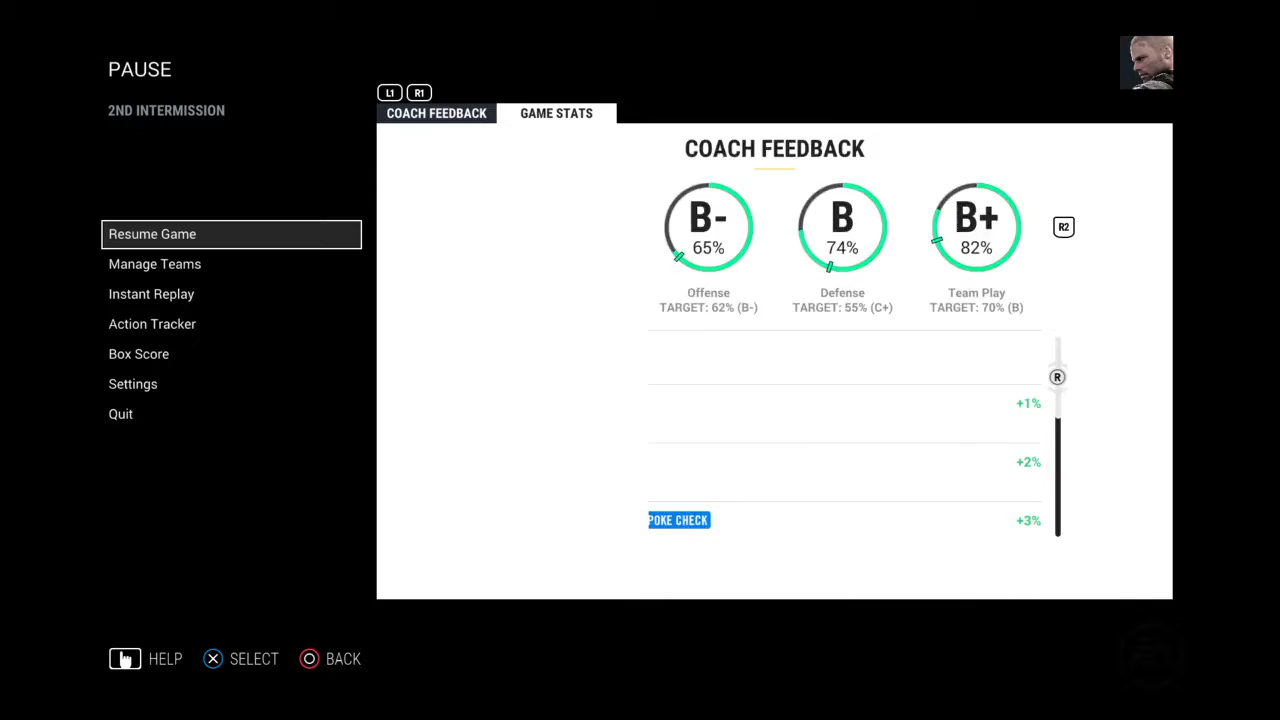 PAUSE
2ND INTERMISSION
L1 R1
COACH FEEDBACK GAME STATS
Resume Game
Manage Teams
Instant Replay
Action Tracker
Box Score
Settings
Quit
COACH FEEDBACK
B- B B+
65% 74% 82%
R2
Offense Defense Team Play
TARGET: 62% (B-) TARGET: 55% (C+) TARGET: 70% (B)
R
+1%
+2%
POKE CHECK +3%
HELP SELECT BACK